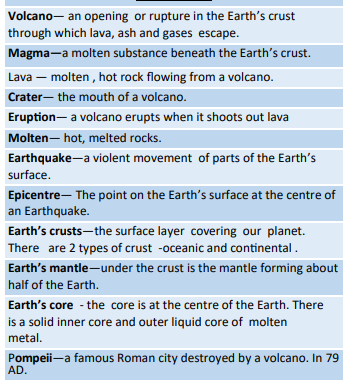 Volcano— an opening or rupture in the Earth’s crust
through which lava, ash and gases escape.
Magma—a molten substance beneath the Earth’s crust.
Lava — molten , hot rock flowing from a volcano.
Crater— the mouth of a volcano.
Eruption— a volcano erupts when it shoots out lava
Molten— hot, melted rocks.
Earthquake—a violent movement of parts of the Earth’s
surface.
Epicentre— The point on the Earth’s surface at the centre of
an Earthquake.
Earth’s crusts—the surface layer covering our planet.
There are 2 types of crust -oceanic and continental .
Earth’s mantle—under the crust is the mantle forming about
half of the Earth.
Earth’s core - the core is at the centre of the Earth. There
is a solid inner core and outer liquid core of molten
metal.
Pompeii—a famous Roman city destroyed by a volcano. In 79
AD.